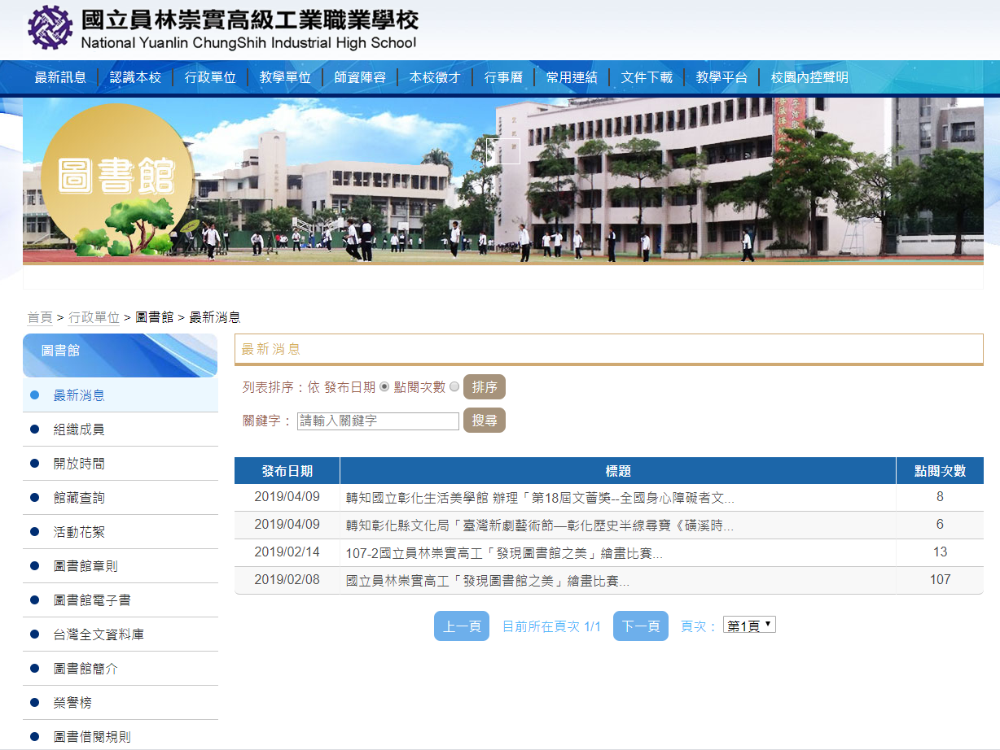 國立員林崇實高級工業職業學校
National Yuanlin ChungShih Industrial High School
最新訊息 認識本校 行政單位 教學單位 師資陣容 本校徵才 行事曆 常用連結 文件下載 教學平台 校園內控聲明
圖書館
首頁 > 行政單位 > 圖書館 > 最新消息
圖書館
最新消息
組織成員
開放時間
館藏查詢
活動花絮
圖書館章則
圖書館電子書
台灣全文資料庫
圖書館簡介
榮譽榜
圖書借閱規則
最新消息
列表排序：依 發布日期 點閱次數 排序
關鍵字： 請輸入關鍵字 搜尋
發布日期 標題 點閱次數
2019/04/09 轉知國立彰化生活美學館 辦理「第18屆文薈獎--全國身心障礙者文... 8
2019/04/09 轉知彰化縣文化局「臺灣新劇藝術節—彰化歷史半線尋寶《磺溪時... 6
2019/02/14 107-2國立員林崇實高工「發現圖書館之美」繪畫比賽... 13
2019/02/08 國立員林崇實高工「發現圖書館之美」繪畫比賽... 107
上一頁 目前所在頁次 1/1 下一頁 頁次： 第1頁